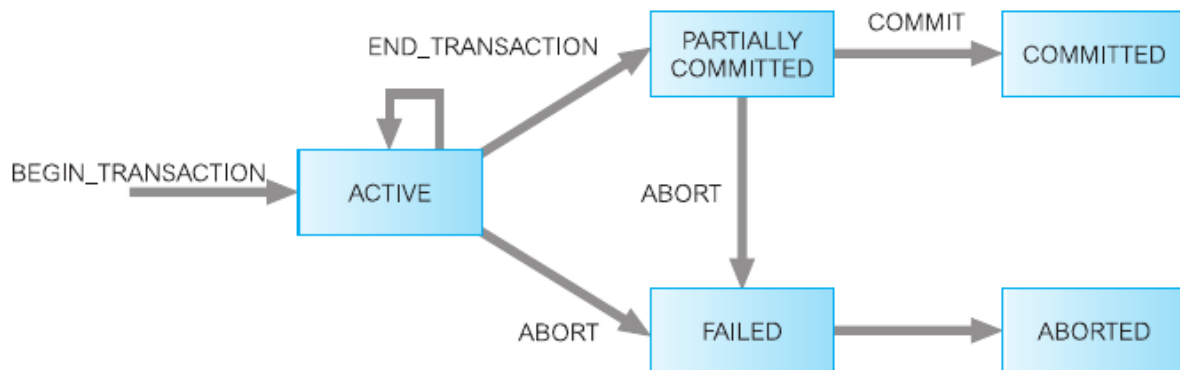 END_TRANSACTION
PARTIALLY
COMMITTED
COMMIT
COMMITTED
BEGIN_TRANSACTION
ACTIVE
ABORT
ABORT
FAILED
ABORTED